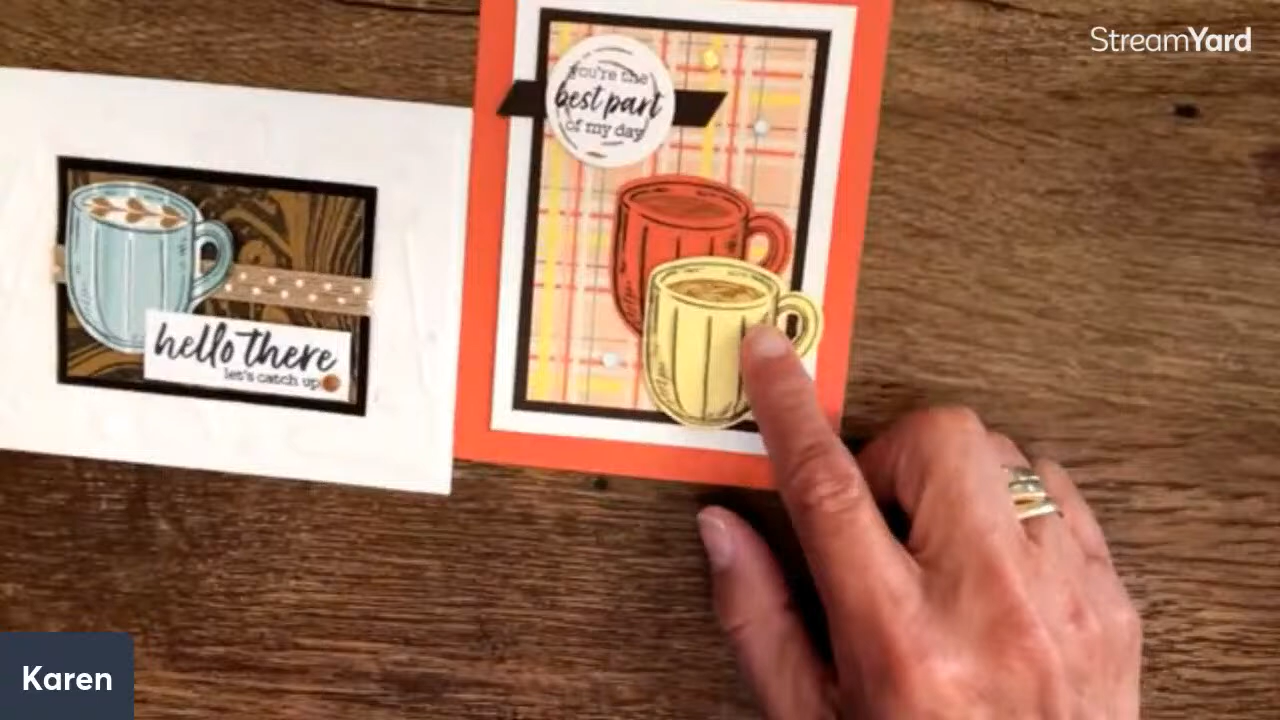 StreamYard
you're the
best part
of my day
hello there
let's catch up
Karen